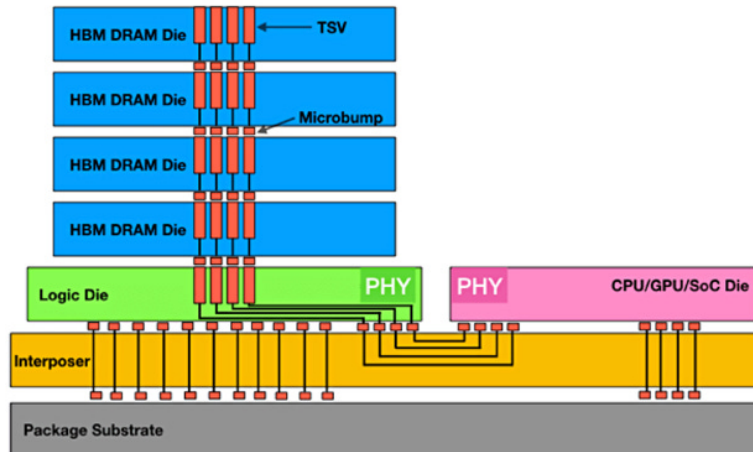 HBM DRAM Die
TSV
HBM DRAM Die
Microbump
HBM DRAM Die
HBM DRAM Die
Logic Die
PHY
PHY
CPU/GPU/SoC Die
Interposer
Package Substrate